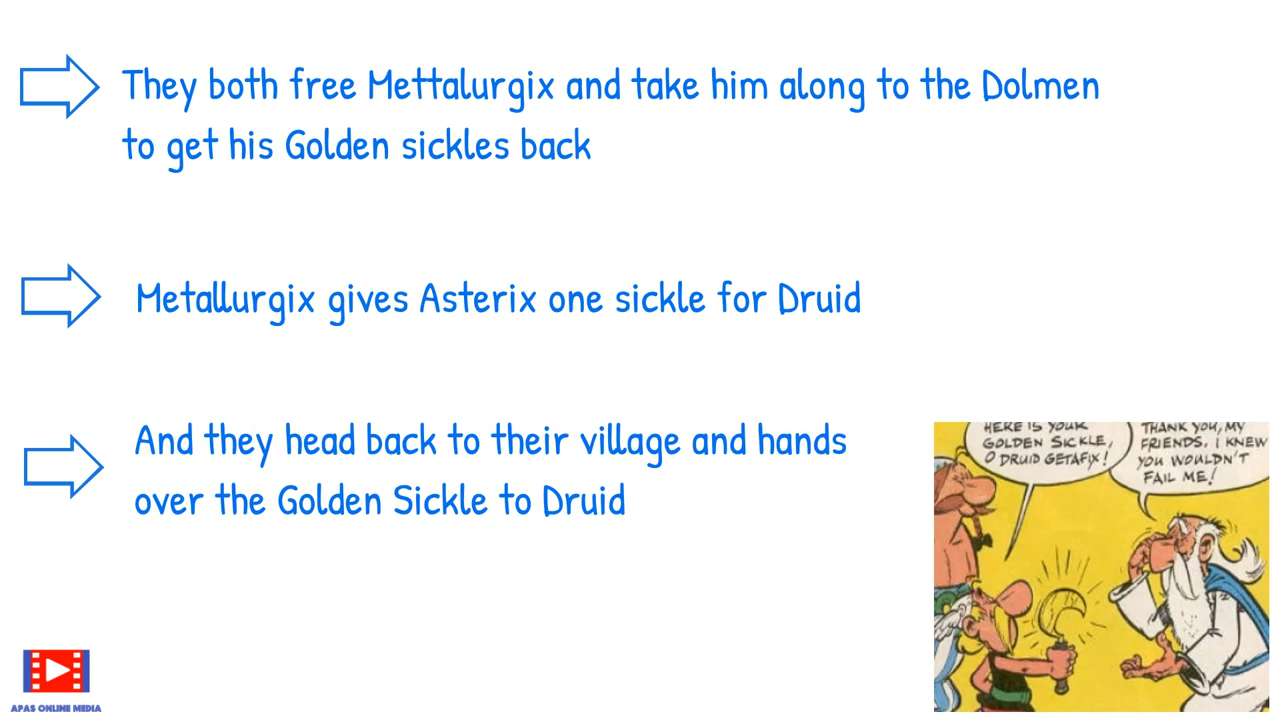 They both free Mettalurgix and take him along to the Dolmen
to get his Golden sickles back
Metallurgix gives Asterix one sickle for Druid
And they head back to their village and hands
over the Golden Sickle to Druid
HERE IS YOUR
GOLDEN SICKLE,
O DRUID GETAFIX!
THANK YOU, MY
FRIENDS. I KNEW
YOU WOULDN'T
FAIL ME!
APAS ONLINE MEDIA